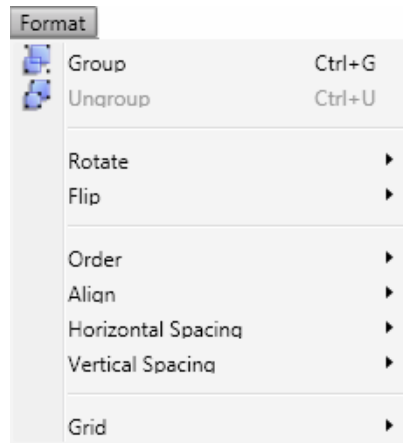 Format
Group Ctrl+G
Ungroup Ctrl+U
Rotate
Flip
Order
Align
Horizontal Spacing
Vertical Spacing
Grid